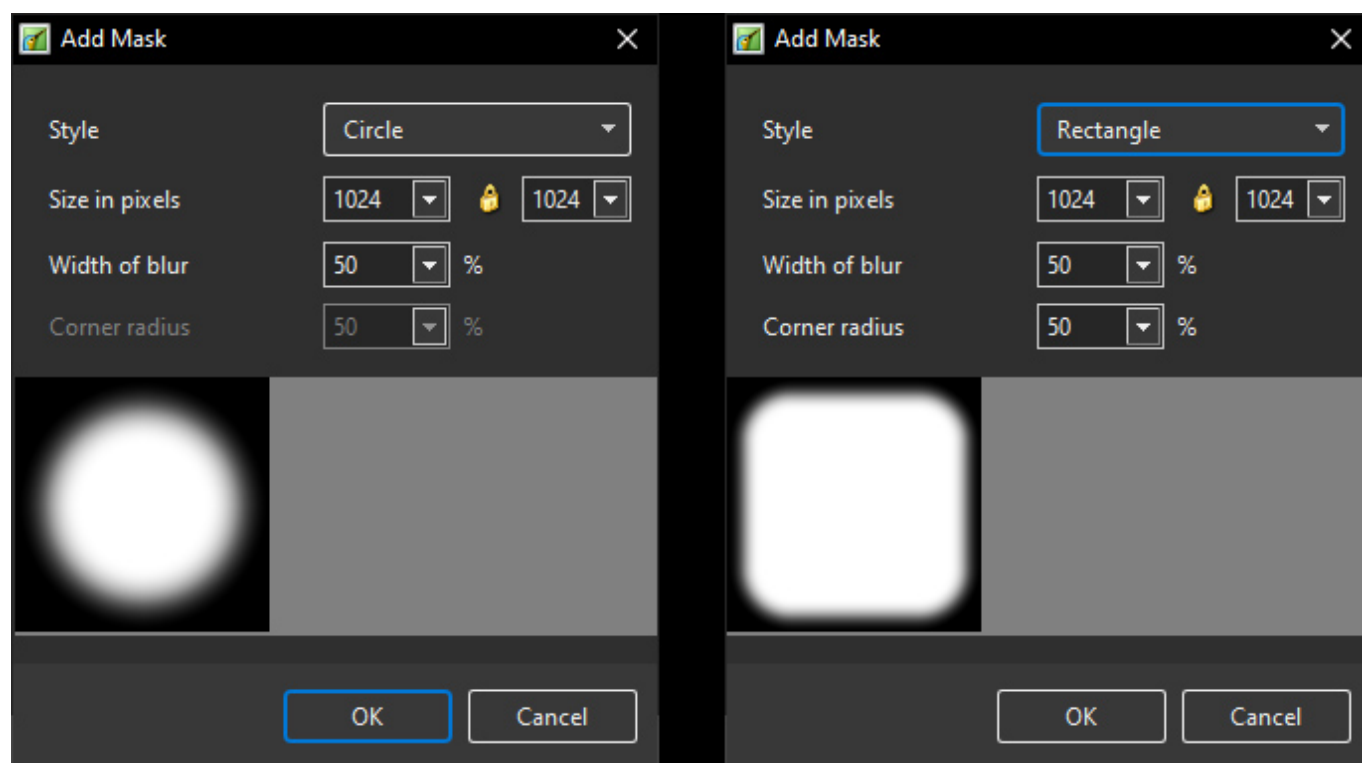 Add Mask
Style Circle
Size in pixels 1024 1024
Width of blur 50 %
Corner radius 50 %
OK Cancel
Add Mask
Style Rectangle
Size in pixels 1024 1024
Width of blur 50 %
Corner radius 50 %
OK Cancel